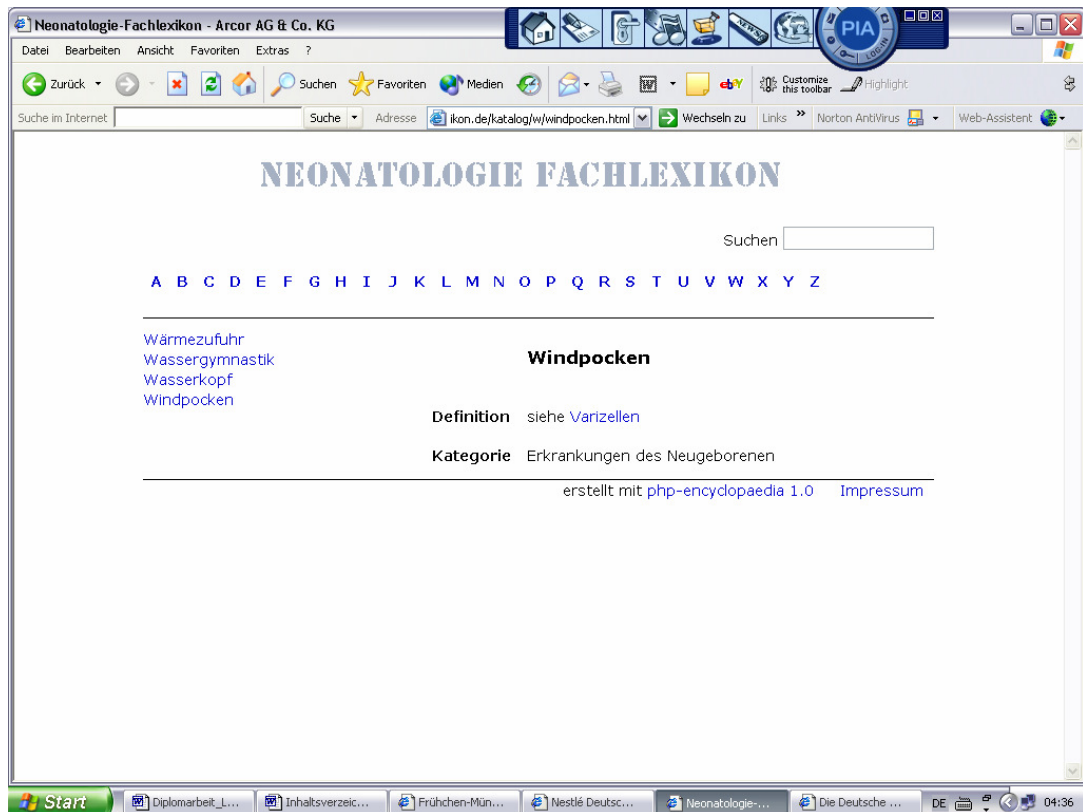 Neonatologie-Fachlexikon - Arcor AG & Co. KG
NEWS PIA LOGIN
Datei Bearbeiten Ansicht Favoriten Extras ?
Zurück Suchen Favoriten Medien ebY Customize this toolbar Highlight
Suche im Internet Suche Adresse ikon.de/katalog/w/windpocken.html Wechseln zu Links » Norton AntiVirus Web-Assistent
NEONATOLOGIE FACHLEXIKON
Suchen
A B C D E F G H I J K L M N O P Q R S T U V W X Y Z
Wärmezufuhr
Wassergymnastik
Wasserkopf
Windpocken
Windpocken
Definition siehe Varizellen
Kategorie Erkrankungen des Neugeborenen
erstellt mit php-encyclopaedia 1.0 Impressum
Start Diplomarbeit_L... Inhaltsverzeic... Frühchen-Mün... Nestlé Deutsc... Neonatologie-... Die Deutsche ... DE 04:36